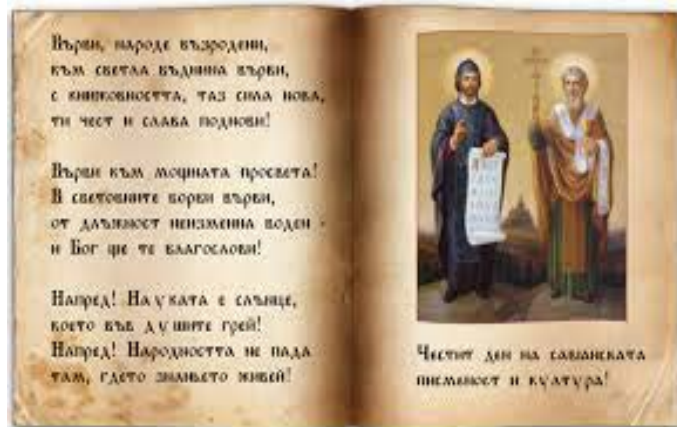 Върви, народе възродени,
към светла бъднина върви,
с книжовността, таз сила нова,
ти чест и слава поднови!
Върви към мощната просвета!
В световните борби върви,
от длъжност неизменна воден -
и Бог ще те благослови!
Напред! Науката е слънце,
което във душите грей!
Напред! Народността не пада
там, гдето знаньето живей!
Честит ден на славянската
писменост и култура!